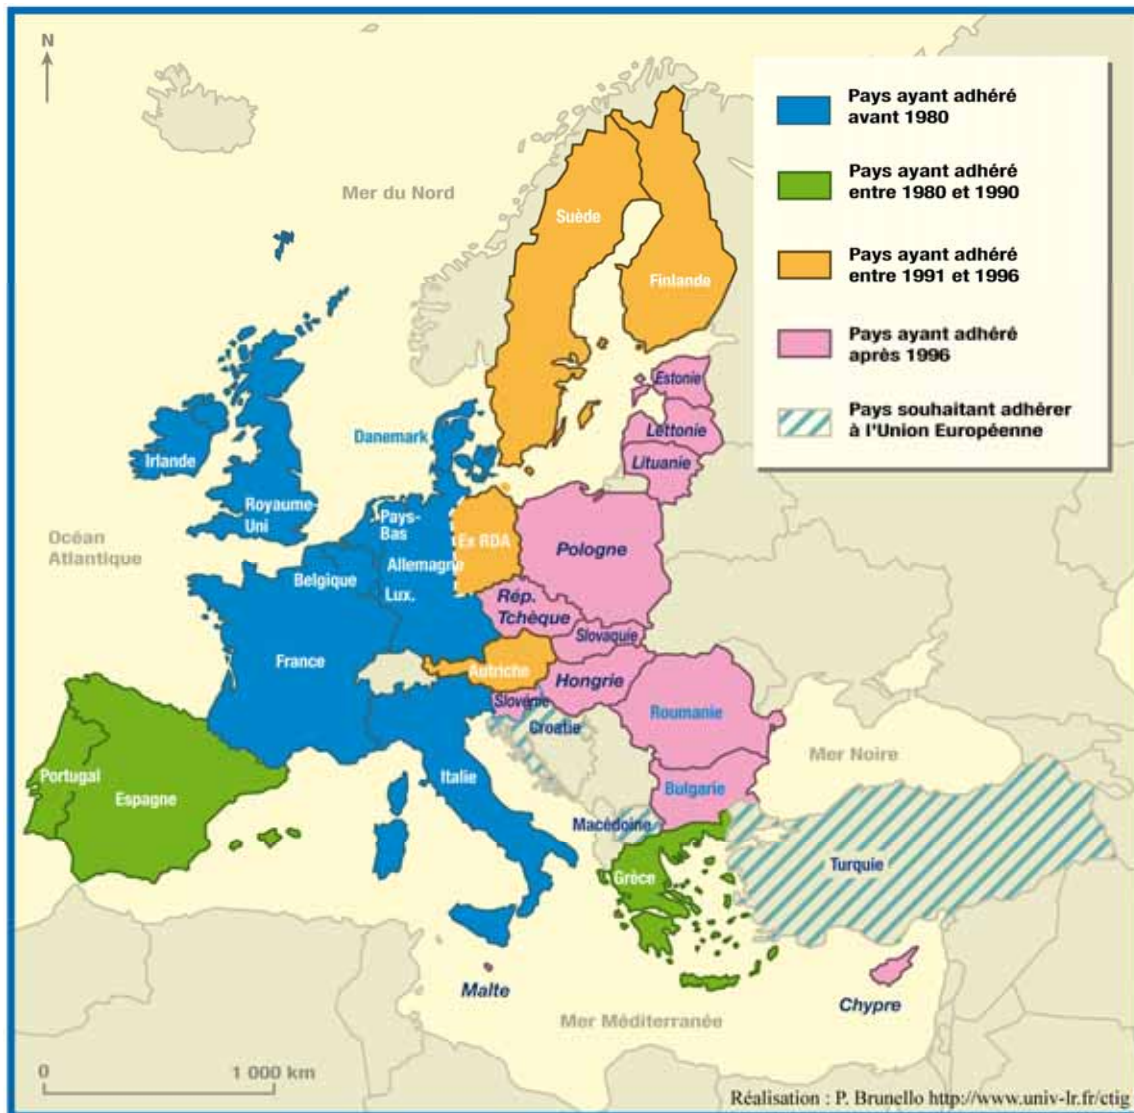 N
Pays ayant adhéré
avant 1980
Pays ayant adhéré
entre 1980 et 1990
Pays ayant adhéré
entre 1991 et 1996
Pays ayant adhéré
après 1996
Pays souhaitant adhérer
à l'Union Européenne
Mer du Nord
Suède
Finlande
Estonie
Lettonie
Lituanie
Danemark
Irlande
Royaume-
Uni
Pays-
Bas
Ex RDA
Pologne
Océan
Atlantique
Allemagne
Belgique
Lux.
Rép.
Tchèque
Slovaquie
France
Autriche
Hongrie
Slovénie
Croatie
Roumanie
Mer Noire
Portugal
Espagne
Italie
Bulgarie
Macédoine
Turquie
Grèce
Malte
Chypre
Mer Méditerranée
0
1 000 km
Réalisation : P. Brunello http://www.univ-lr.fr/ctig